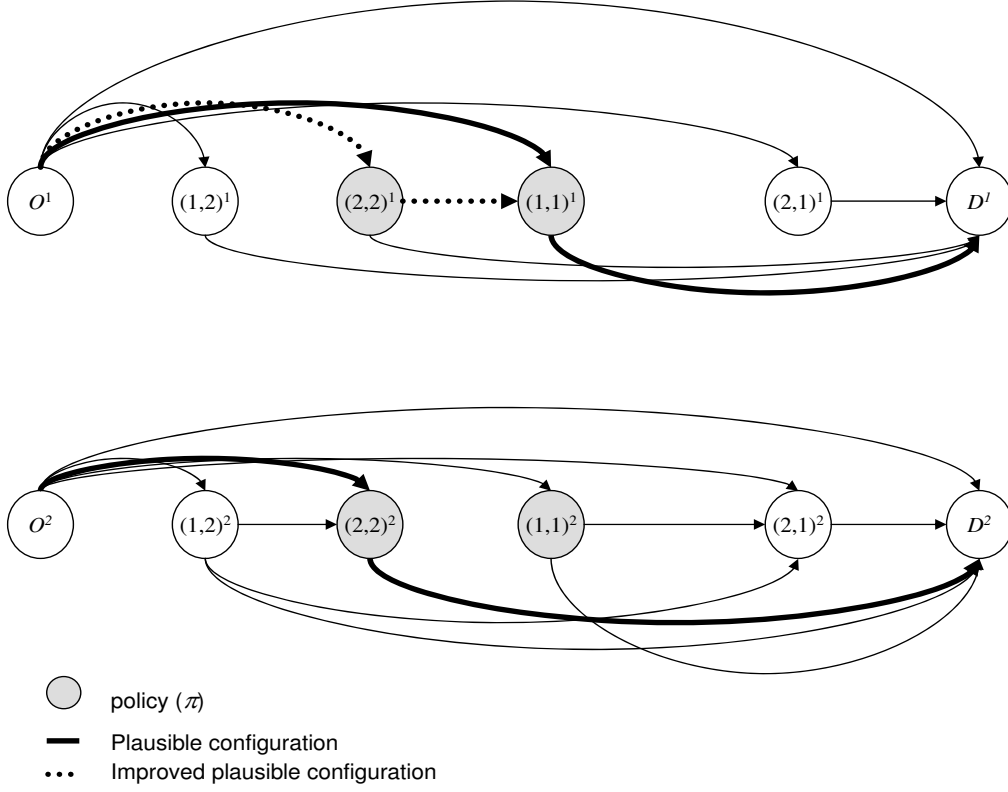 O¹ (1,2)¹ (2,2)¹ (1,1)¹ (2,1)¹ D¹
O² (1,2)² (2,2)² (1,1)² (2,1)² D²
policy (π)
Plausible configuration
Improved plausible configuration